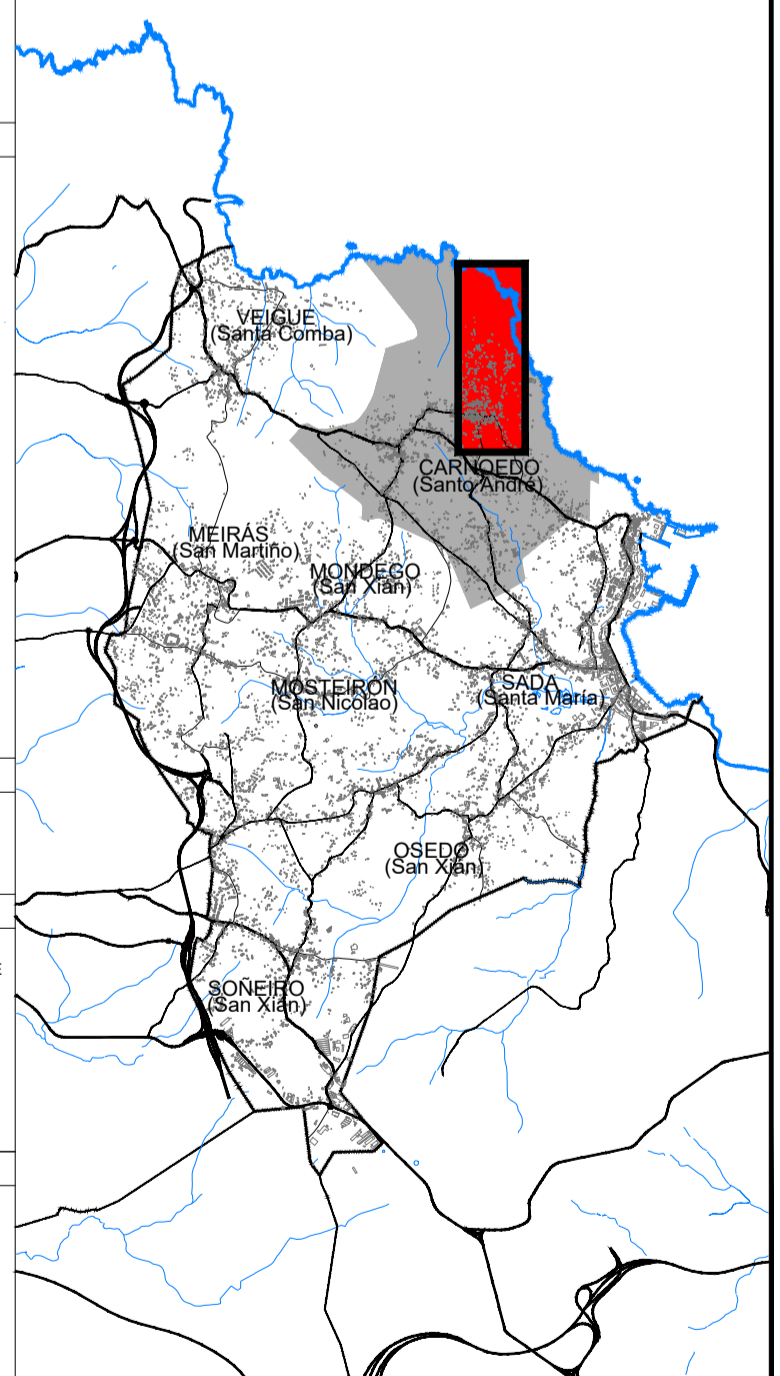 VEIGUE
(Santa Comba)
CARNOEDO
(Santo André)
MEIRÁS
(San Martiño)
MONDEGO
(San Xián)
MOSTEIRÓN
(San Nicolao)
SADA
(Santa María)
OSEDO
(San Xián)
SOÑEIRO
(San Xián)